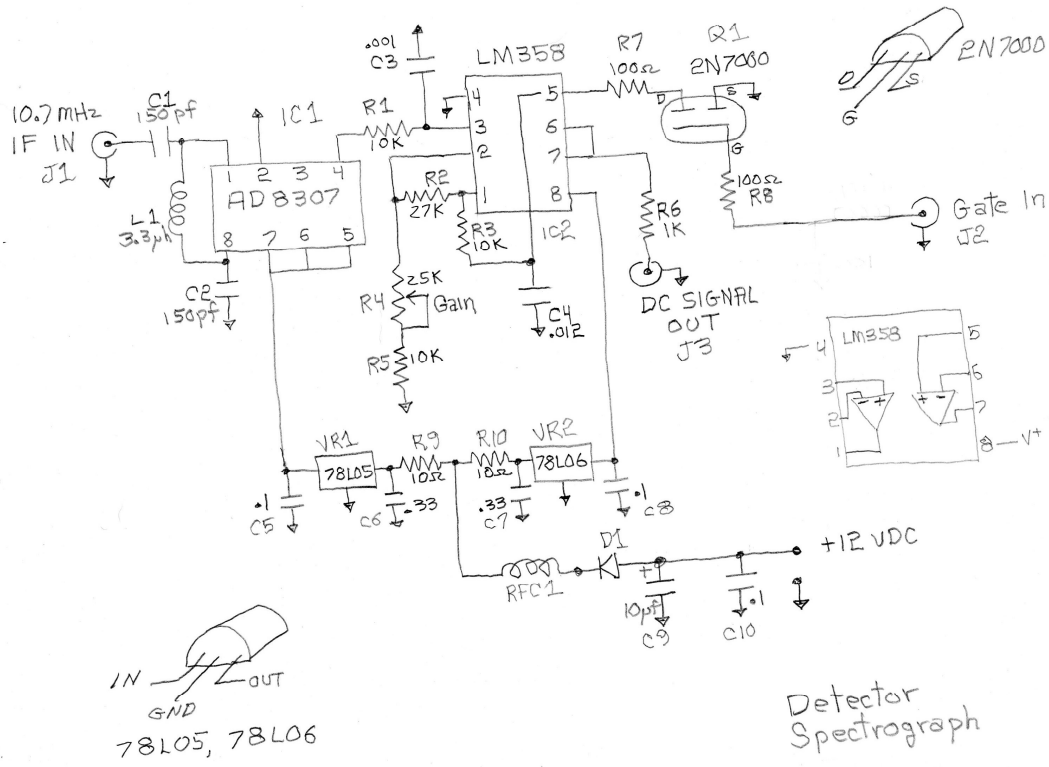 .001
C3
LM358
R7
100Ω
Q1
2N7000
2N7000
D
S
G
10.7 MHz
IF IN
J1
C1
150pf
IC1
R1
10K
4
3
2
1
5
6
7
8
D
S
G
1 2 3 4
AD8307
8 7 6 5
R2
27K
R3
10K
IC2
100Ω
R8
R6
1K
Gate In
J2
L1
3.3μh
C2
150pf
R4
25K
Gain
R5
10K
C4
.012
DC SIGNAL
OUT
J3
LM358
4
3
2
1
5
6
7
8 — V+
- +
+ -
VR1
78L05
R9
10Ω
R10
10Ω
VR2
78L06
.1
C5
C6
.33
.33
C7
.1
C8
D1
+12 VDC
RFC1
+
10μf
C9
.1
C10
IN
GND
OUT
78L05, 78L06
Detector
Spectrograph